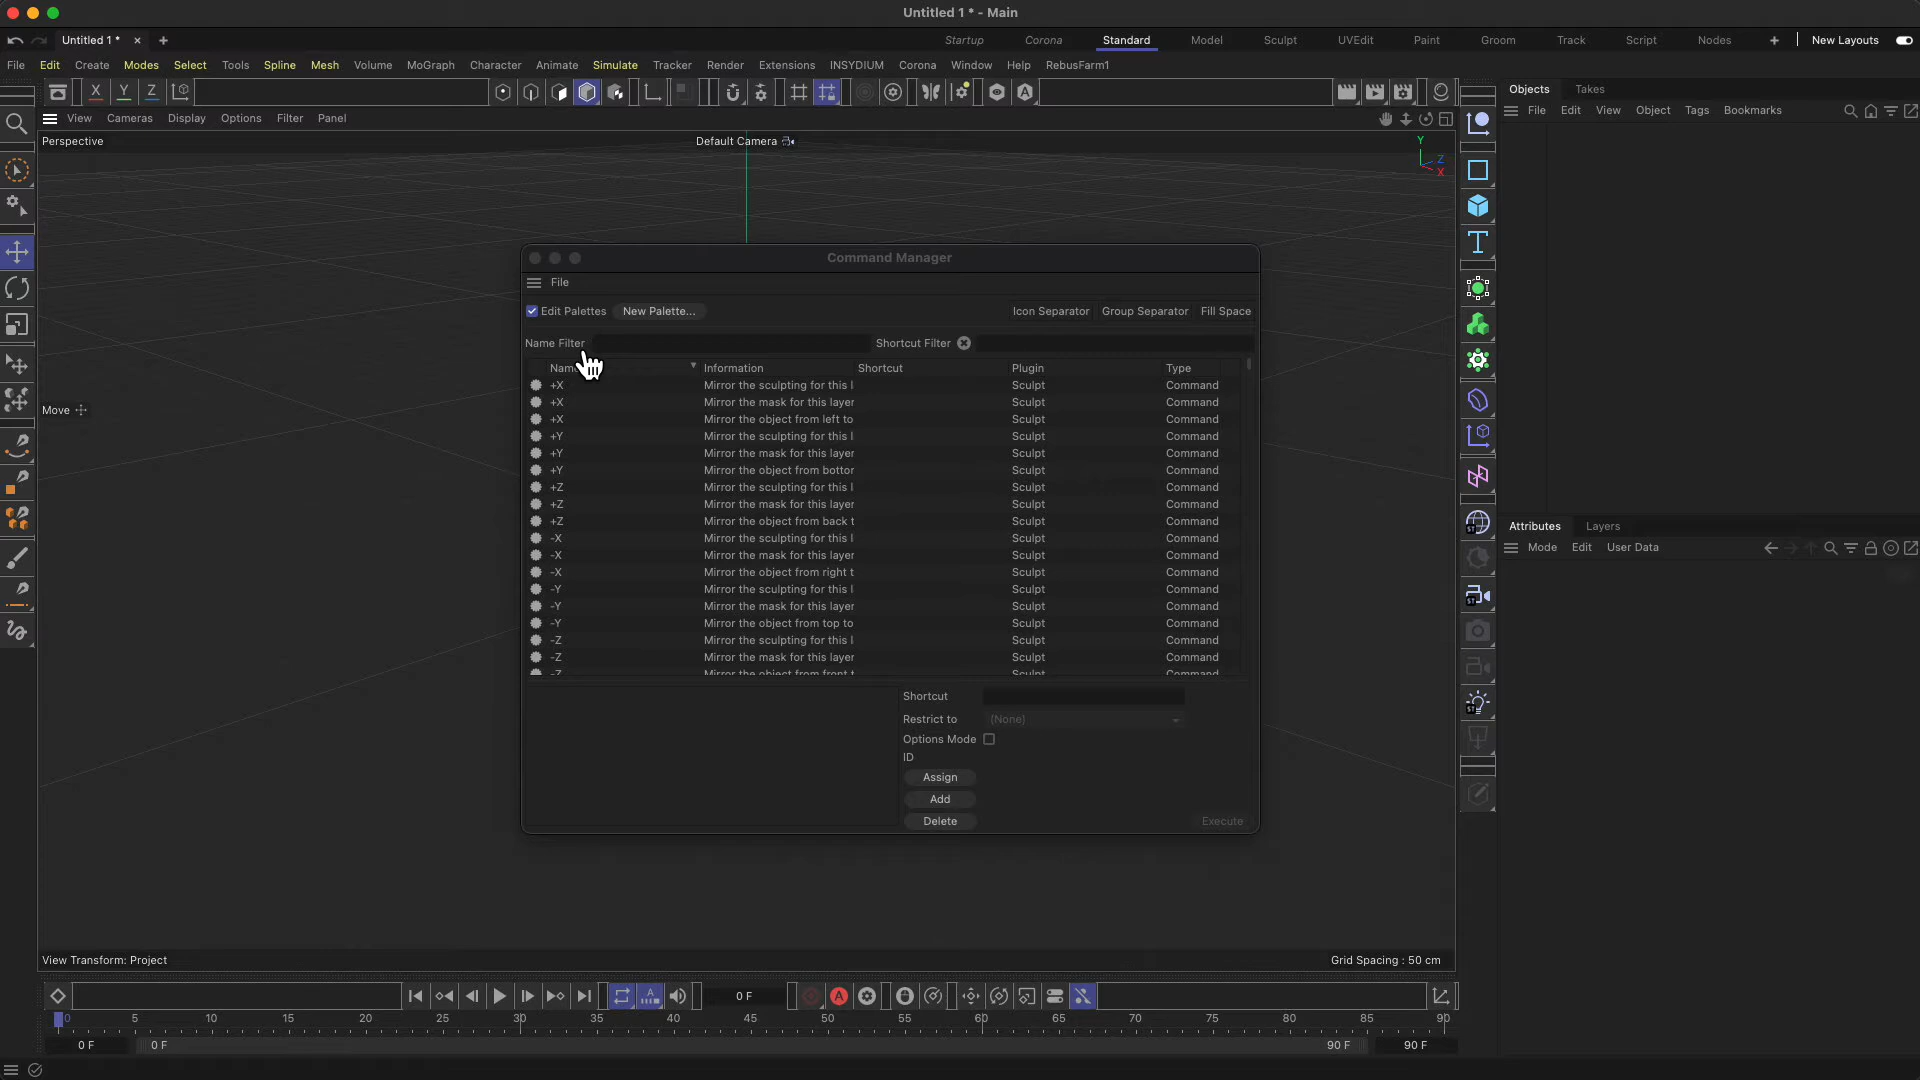 Untitled 1 * - Main
Untitled 1 *
Startup Corona Standard Model Sculpt UVEdit Paint Groom Track Script Nodes New Layouts
File Edit Create Modes Select Tools Spline Mesh Volume MoGraph Character Animate Simulate Tracker Render Extensions INSYDIUM Corona Window Help RebusFarm1
X Y Z
Objects Takes
View Cameras Display Options Filter Panel
File Edit View Object Tags Bookmarks
Perspective
Default Camera
Y
Z
X
Command Manager
File
Edit Palettes New Palette... Icon Separator Group Separator Fill Space
Name Filter Shortcut Filter
Information Shortcut Plugin Type
+X Mirror the sculpting for this l Sculpt Command
+X Mirror the mask for this layer Sculpt Command
+X Mirror the object from left to Sculpt Command
+Y Mirror the sculpting for this l Sculpt Command
+Y Mirror the mask for this layer Sculpt Command
+Y Mirror the object from bottor Sculpt Command
+Z Mirror the sculpting for this l Sculpt Command
+Z Mirror the mask for this layer Sculpt Command
+Z Mirror the object from back t Sculpt Command
-X Mirror the sculpting for this l Sculpt Command
-X Mirror the mask for this layer Sculpt Command
-X Mirror the object from right t Sculpt Command
-Y Mirror the sculpting for this l Sculpt Command
-Y Mirror the mask for this layer Sculpt Command
-Y Mirror the object from top to Sculpt Command
-Z Mirror the sculpting for this l Sculpt Command
-Z Mirror the mask for this layer Sculpt Command
-Z Mirror the object from front t Sculpt Command
Move
Shortcut
Restrict to (None)
Options Mode
ID
Assign
Add
Delete Execute
Attributes Layers
Mode Edit User Data
View Transform: Project Grid Spacing : 50 cm
0 F
0 5 10 15 20 25 30 35 40 45 50 55 60 65 70 75 80 85 90
0 F 0 F 90 F 90 F